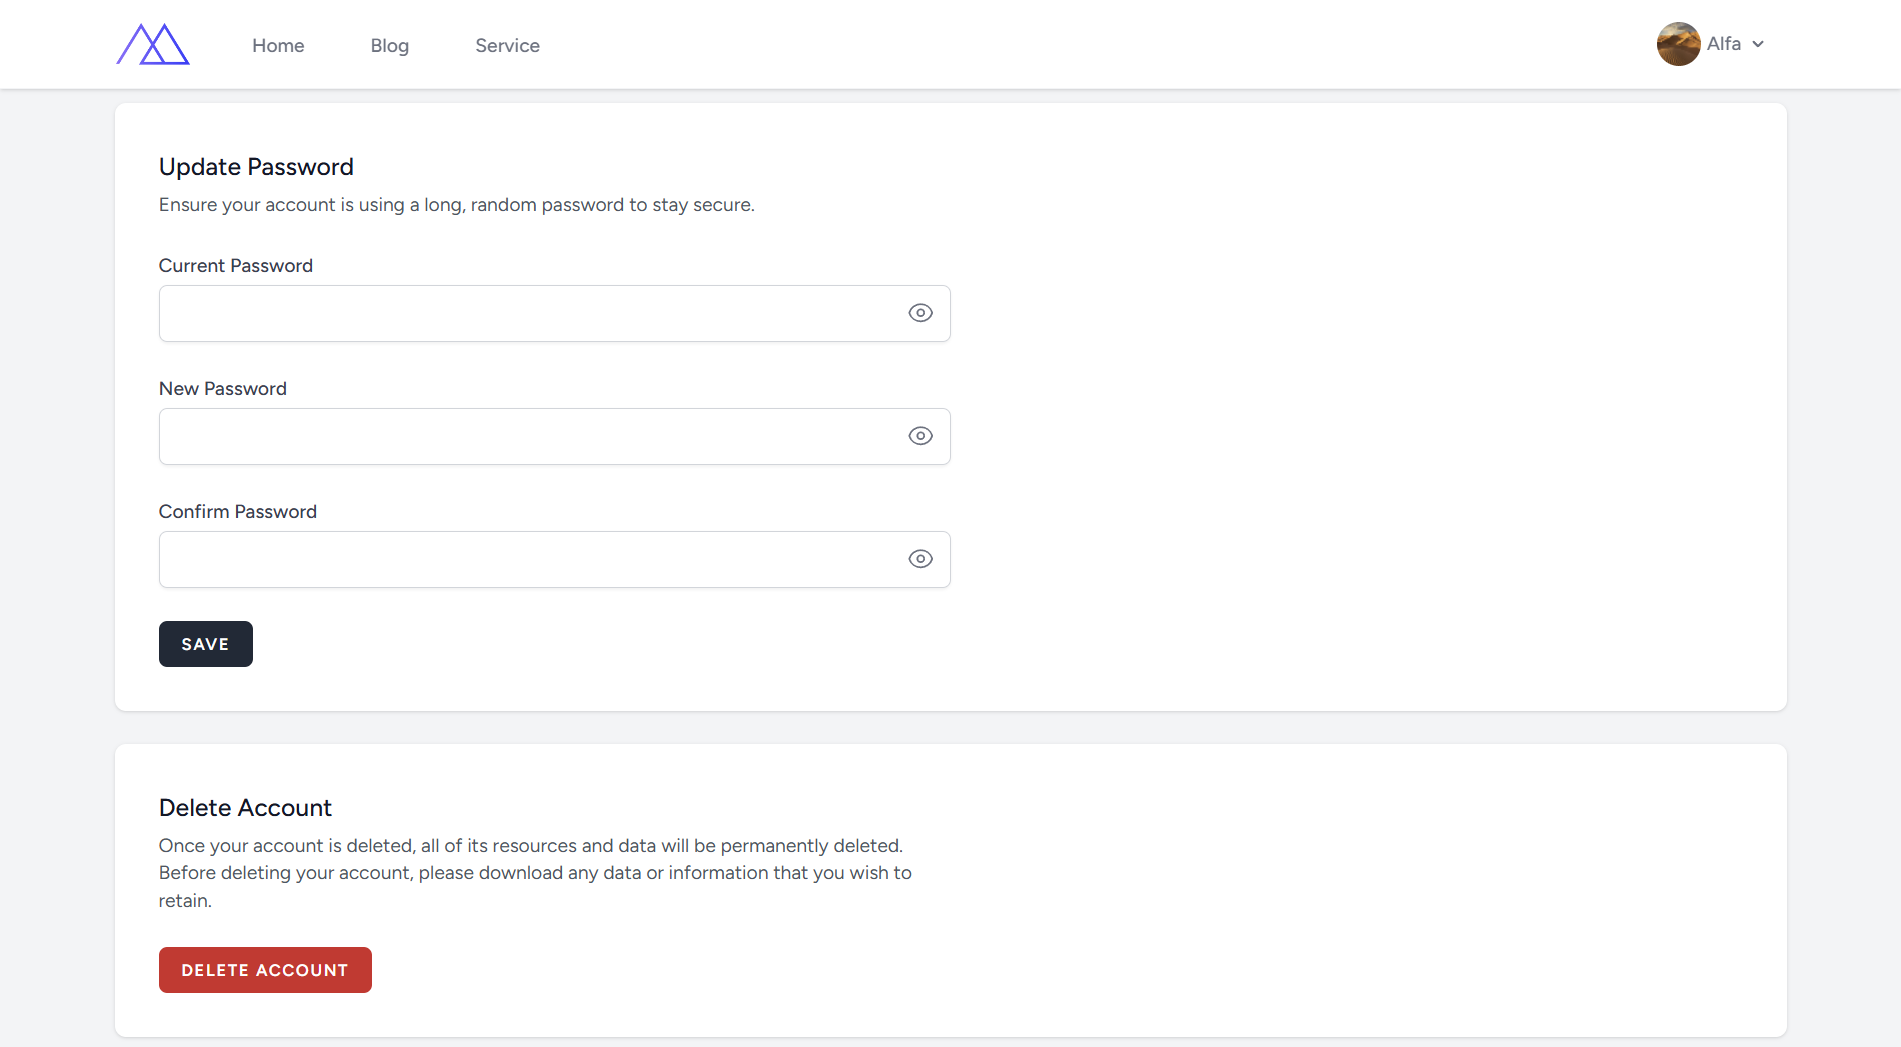 Home Blog Service Alfa
Update Password
Ensure your account is using a long, random password to stay secure.
Current Password
New Password
Confirm Password
SAVE
Delete Account
Once your account is deleted, all of its resources and data will be permanently deleted.
Before deleting your account, please download any data or information that you wish to
retain.
DELETE ACCOUNT